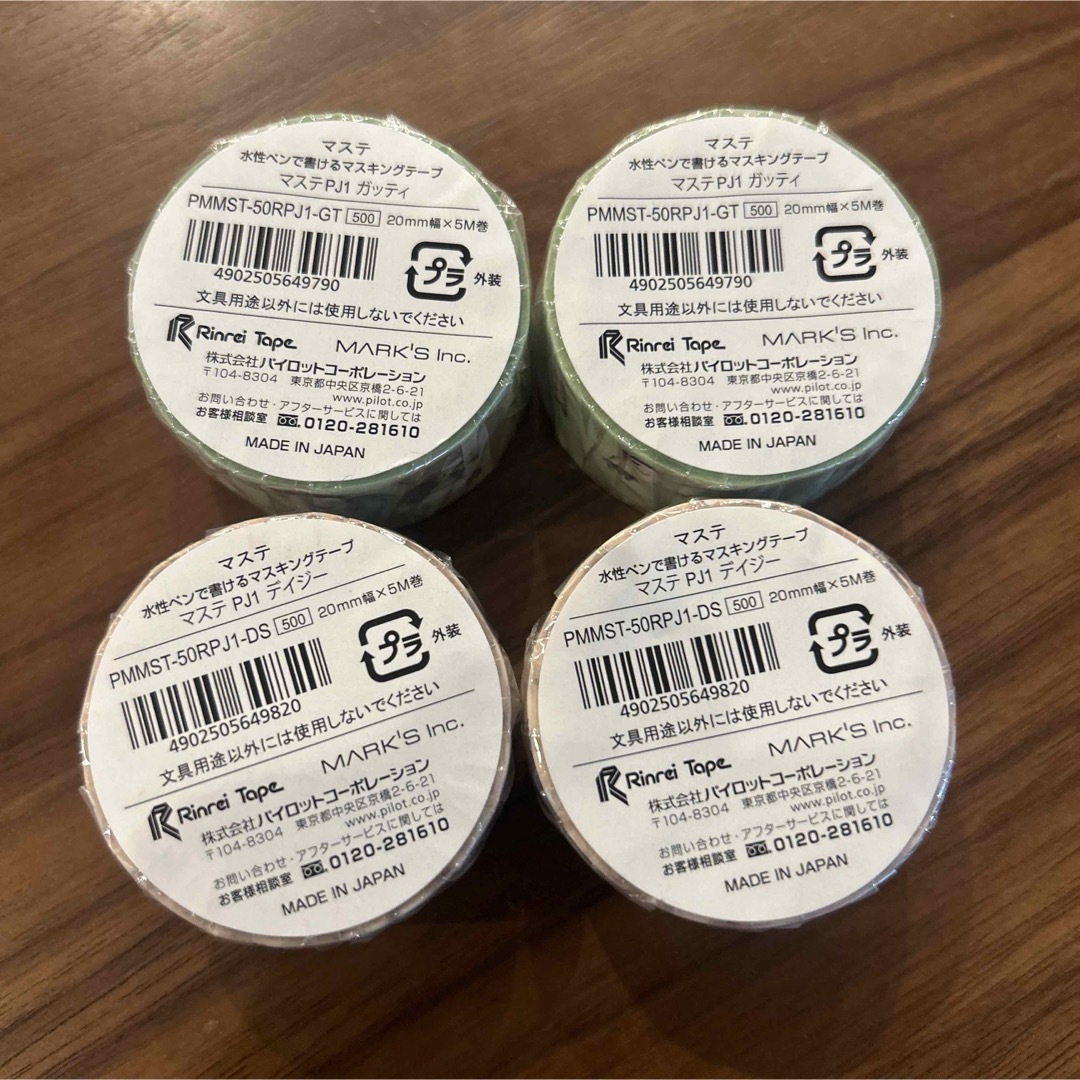 マステ
水性ペンで書けるマスキングテープ
マステPJ1 ガッティ
PMMST-50RPJ1-GT 500 20mm幅×5M巻
プラ 外装
4902505649790
文具用途以外には使用しないでください
Rinrei Tape MARK'S Inc.
株式会社パイロットコーポレーション
〒104-8304 東京都中央区京橋2-6-21
www.pilot.co.jp
お問い合わせ・アフターサービスに関しては
お客様相談室 0120-281610
MADE IN JAPAN
マステ
水性ペンで書けるマスキングテープ
マステPJ1 ガッティ
PMMST-50RPJ1-GT 500 20mm幅×5M巻
プラ 外装
4902505649790
文具用途以外には使用しないでください
Rinrei Tape MARK'S Inc.
株式会社パイロットコーポレーション
〒104-8304 東京都中央区京橋2-6-21
www.pilot.co.jp
お問い合わせ・アフターサービスに関しては
お客様相談室 0120-281610
MADE IN JAPAN
マステ
水性ペンで書けるマスキングテープ
マステ PJ1 デイジー
PMMST-50RPJ1-DS 500 20mm幅×5M巻
プラ 外装
4902505649820
文具用途以外には使用しないでください
Rinrei Tape MARK'S Inc.
株式会社パイロットコーポレーション
〒104-8304 東京都中央区京橋2-6-21
www.pilot.co.jp
お問い合わせ・アフターサービスに関しては
お客様相談室 0120-281610
MADE IN JAPAN
マステ
水性ペンで書けるマスキングテープ
マステ PJ1 デイジー
PMMST-50RPJ1-DS 500 20mm幅×5M巻
プラ 外装
4902505649820
文具用途以外には使用しないでください
Rinrei Tape MARK'S Inc.
株式会社パイロットコーポレーション
〒104-8304 東京都中央区京橋2-6-21
www.pilot.co.jp
お問い合わせ・アフターサービスに関しては
お客様相談室 0120-281610
MADE IN JAPAN